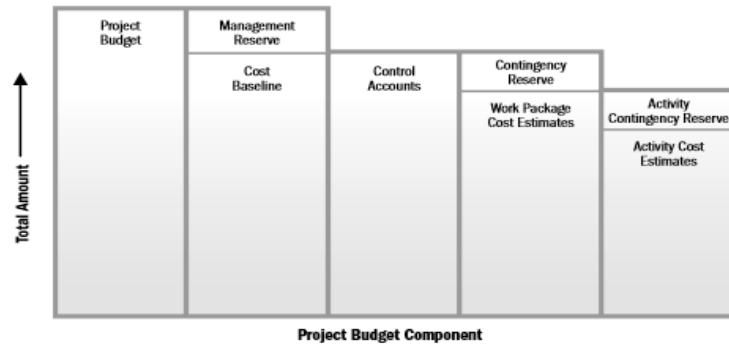 Project
Budget
Management
Reserve
Cost
Baseline
Control
Accounts
Contingency
Reserve
Work Package
Cost Estimates
Activity
Contingency Reserve
Activity Cost
Estimates
Total Amount
Project Budget Component